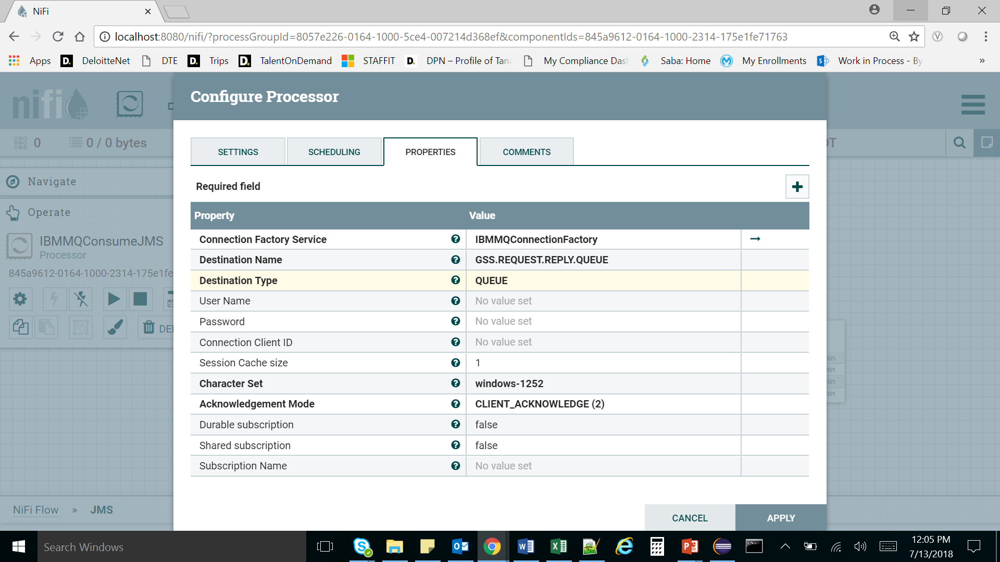 NiFi
localhost:8080/nifi/?processGroupId=8057e226-0164-1000-5ce4-007214d368ef&componentIds=845a9612-0164-1000-2314-175e1fe71763
Apps DeloitteNet DTE Trips TalentOnDemand STAFFIT DPN – Profile of Tana My Compliance Das Saba: Home My Enrollments Work in Process - By »
nifi
Configure Processor
0 0 / 0 bytes
SETTINGS SCHEDULING PROPERTIES COMMENTS
Navigate
Required field
Operate
Property Value
IBMMQConsumeJMS
Processor
845a9612-0164-1000-2314-175e1fe
Connection Factory Service IBMMQConnectionFactory
Destination Name GSS.REQUEST.REPLY.QUEUE
Destination Type QUEUE
User Name No value set
Password No value set
Connection Client ID No value set
Session Cache size 1
Character Set windows-1252
Acknowledgement Mode CLIENT_ACKNOWLEDGE (2)
Durable subscription false
Shared subscription false
Subscription Name No value set
CANCEL APPLY
NiFi Flow » JMS
Search Windows
12:05 PM
7/13/2018